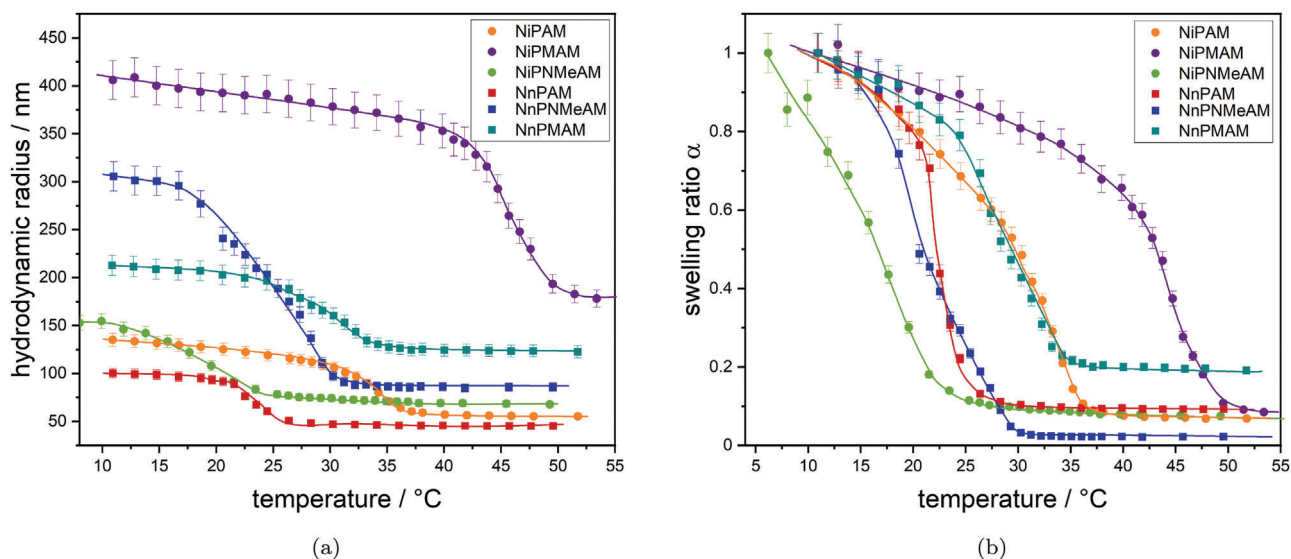 450
400
350
300
250
200
150
100
50
10 15 20 25 30 35 40 45 50 55
hydrodynamic radius / nm
temperature / °C
NiPAM
NiPMAM
NiPNMeAM
NnPAM
NnPNMeAM
NnPMAM
(a)
1
0.8
0.6
0.4
0.2
0
5 10 15 20 25 30 35 40 45 50 55
swelling ratio α
temperature / °C
NiPAM
NiPMAM
NiPNMeAM
NnPAM
NnPNMeAM
NnPMAM
(b)